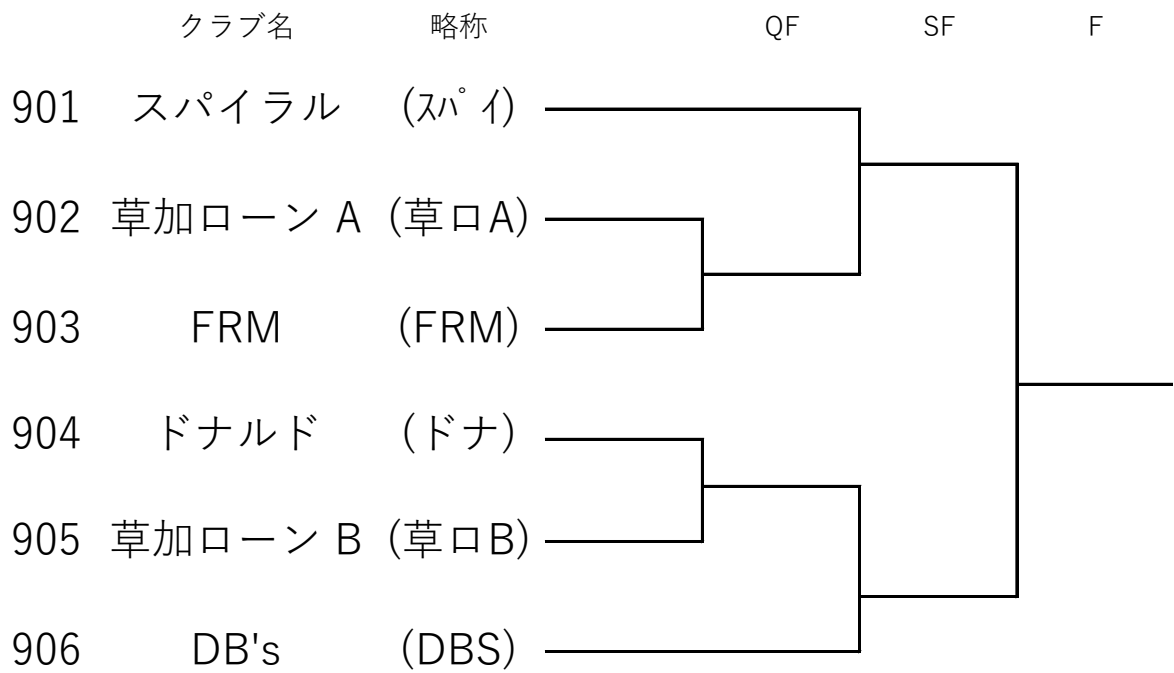 クラブ名 略称 QF SF F
901 スパイラル (ｽﾊﾟｲ)
902 草加ローン A (草ロA)
903 FRM (FRM)
904 ドナルド (ドナ)
905 草加ローン B (草ロB)
906 DB's (DBS)